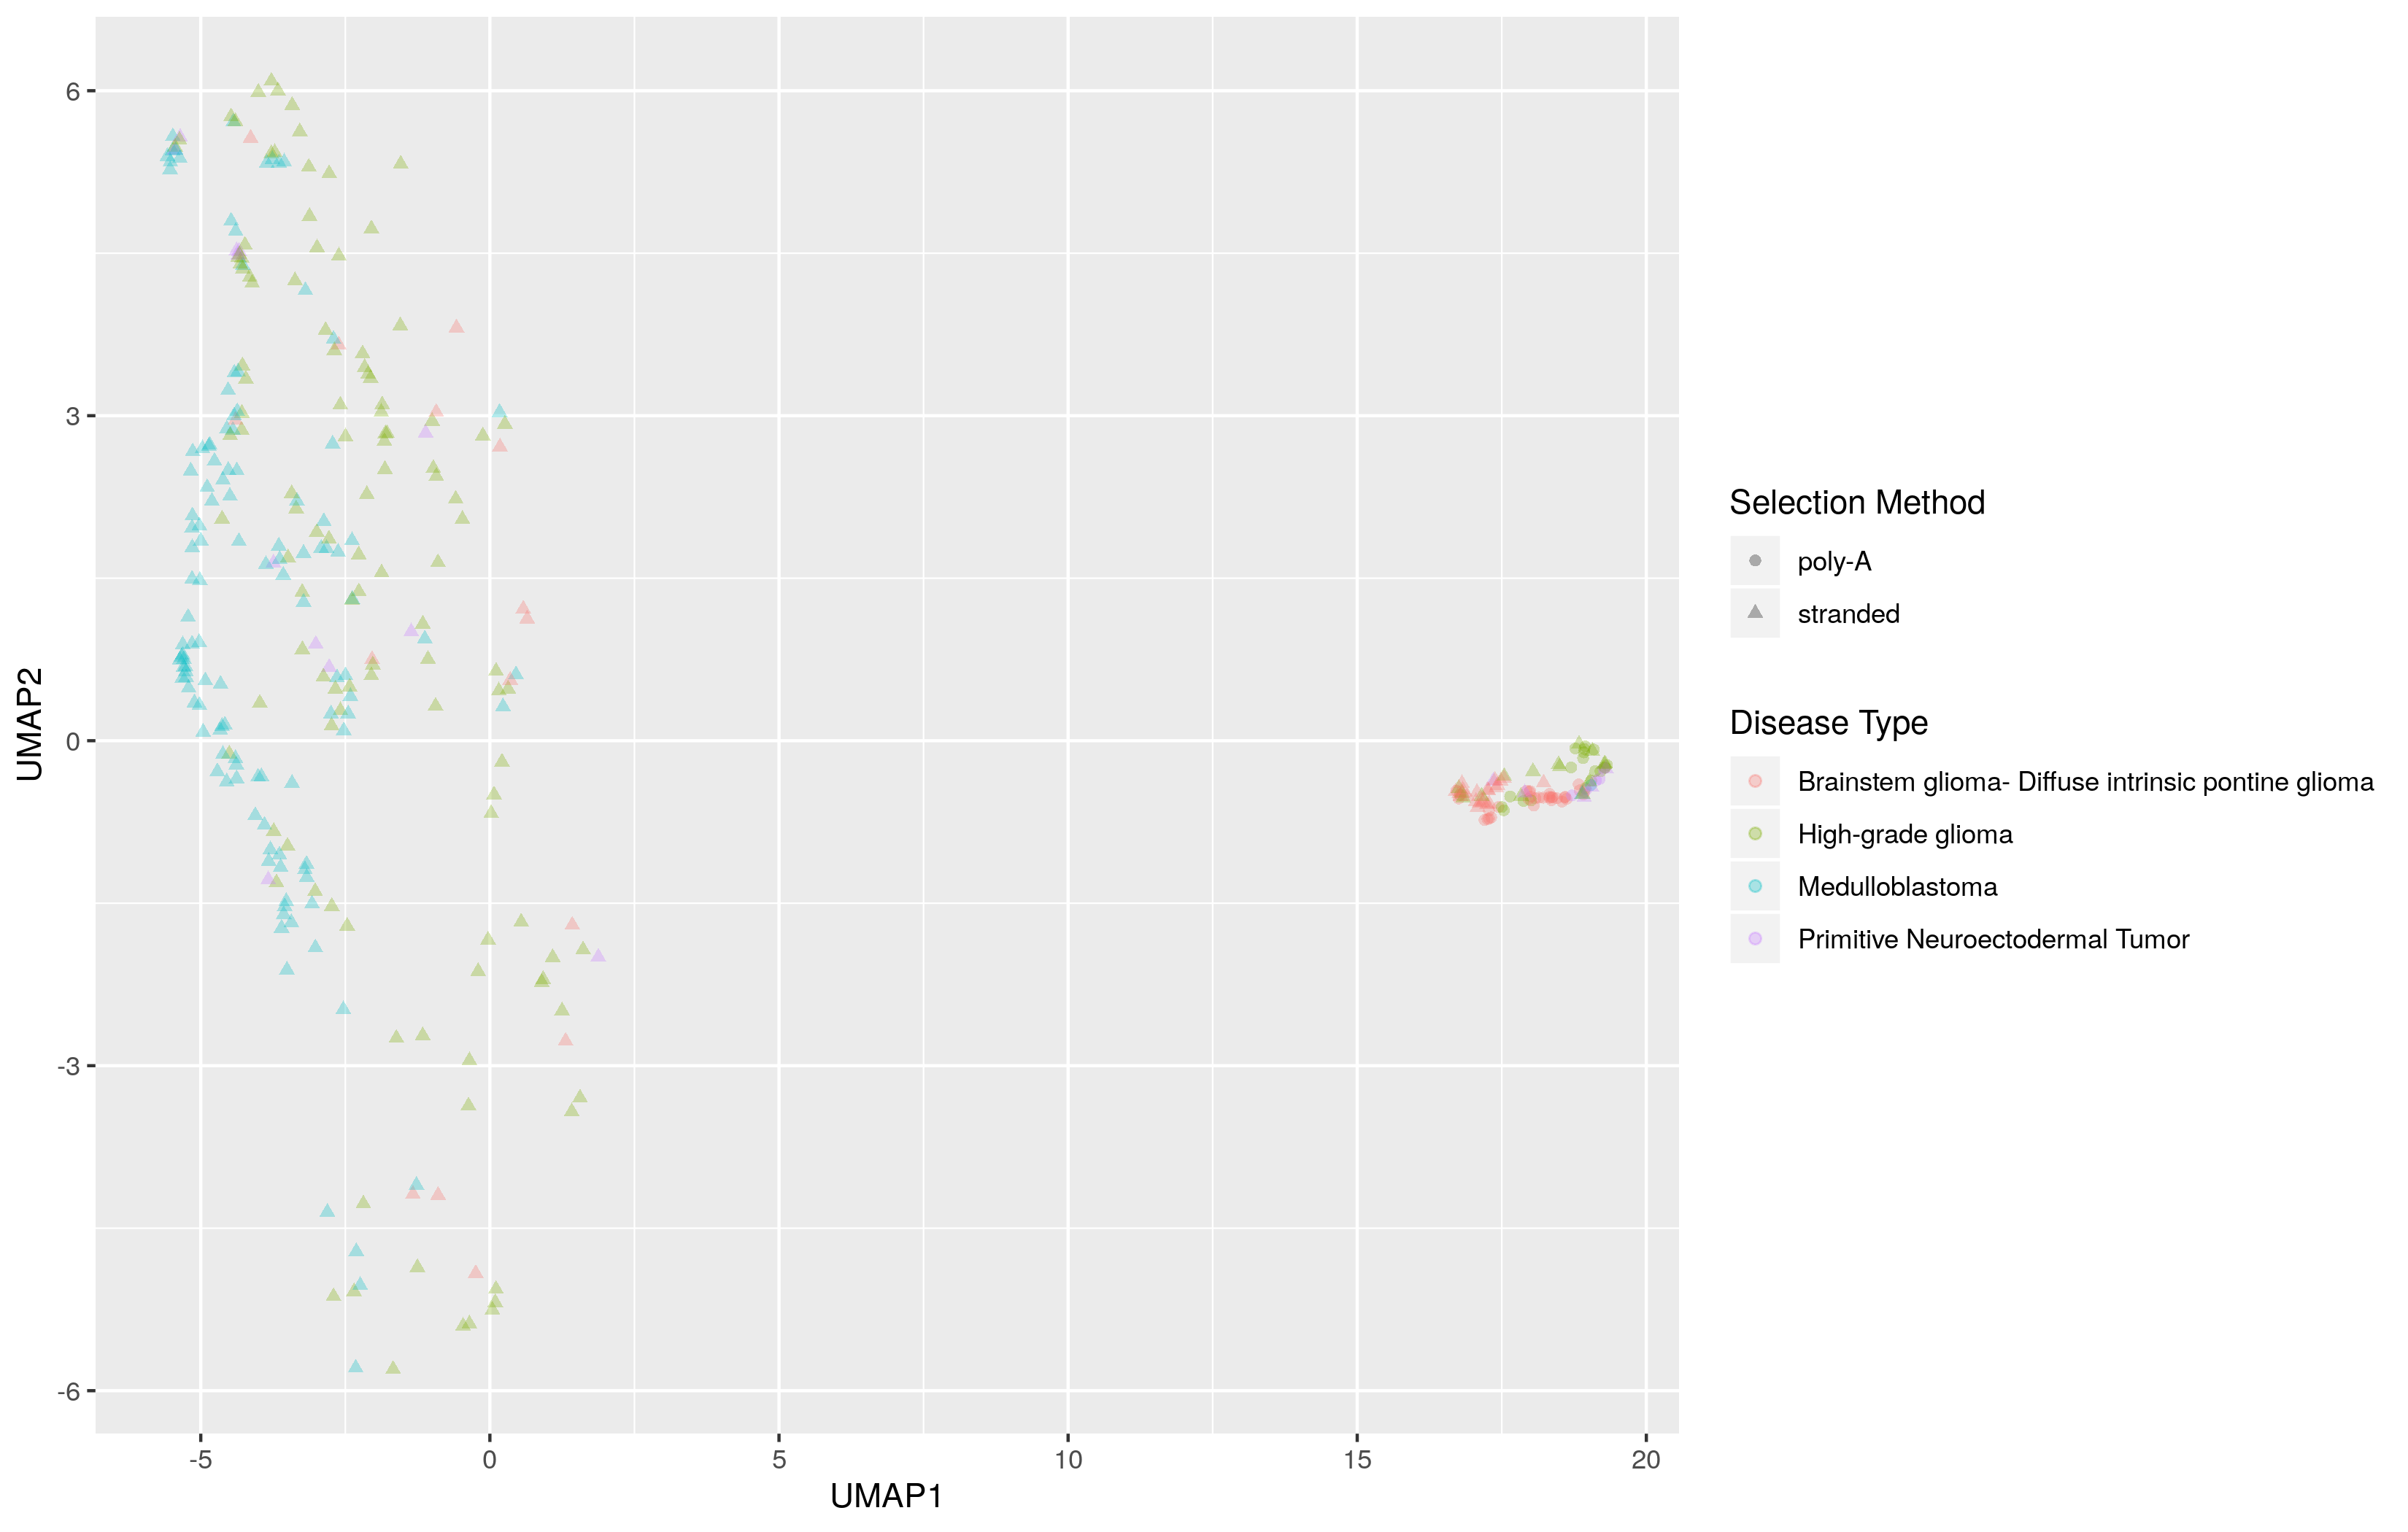 6
3
0
-3
-6
UMAP2
-5
0
5
10
15
20
UMAP1
Selection Method
poly-A
stranded
Disease Type
Brainstem glioma- Diffuse intrinsic pontine glioma
High-grade glioma
Medulloblastoma
Primitive Neuroectodermal Tumor